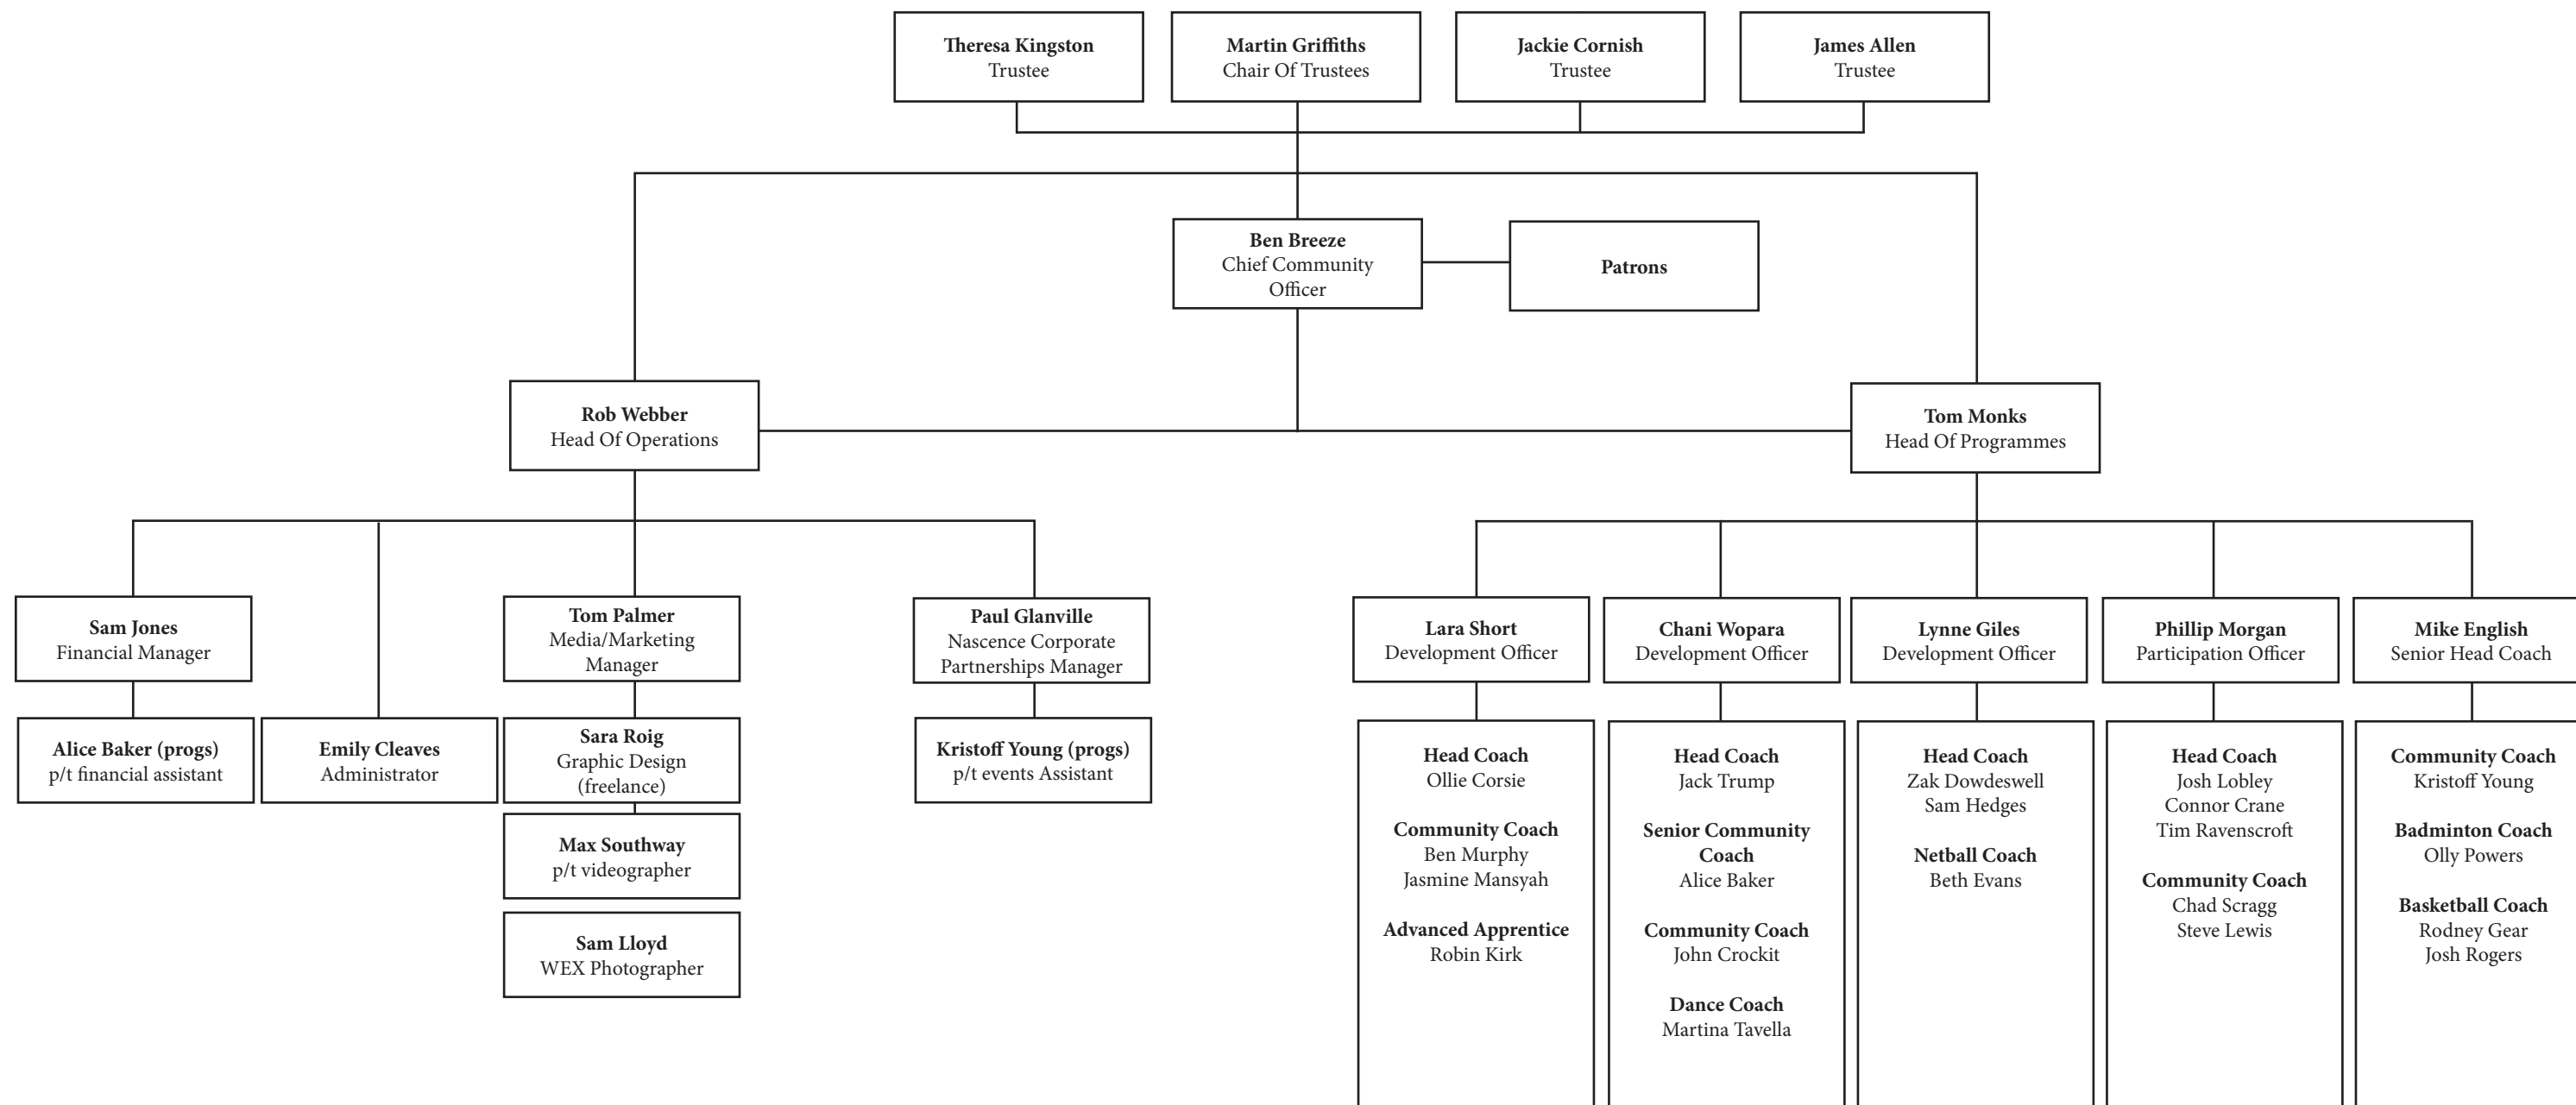 Theresa Kingston
Trustee
Martin Griffiths
Chair Of Trustees
Jackie Cornish
Trustee
James Allen
Trustee
Ben Breeze
Chief Community
Officer
Patrons
Rob Webber
Head Of Operations
Tom Monks
Head Of Programmes
Sam Jones
Financial Manager
Tom Palmer
Media/Marketing
Manager
Paul Glanville
Nascence Corporate
Partnerships Manager
Lara Short
Development Officer
Chani Wopara
Development Officer
Lynne Giles
Development Officer
Phillip Morgan
Participation Officer
Mike English
Senior Head Coach
Alice Baker (progs)
p/t financial assistant
Emily Cleaves
Administrator
Sara Roig
Graphic Design
(freelance)
Kristoff Young (progs)
p/t events Assistant
Max Southway
p/t videographer
Sam Lloyd
WEX Photographer
Head Coach
Ollie Corsie
Community Coach
Ben Murphy
Jasmine Mansyah
Advanced Apprentice
Robin Kirk
Head Coach
Jack Trump
Senior Community
Coach
Alice Baker
Community Coach
John Crockit
Dance Coach
Martina Tavella
Head Coach
Zak Dowdeswell
Sam Hedges
Netball Coach
Beth Evans
Head Coach
Josh Lobley
Connor Crane
Tim Ravenscroft
Community Coach
Chad Scragg
Steve Lewis
Community Coach
Kristoff Young
Badminton Coach
Olly Powers
Basketball Coach
Rodney Gear
Josh Rogers